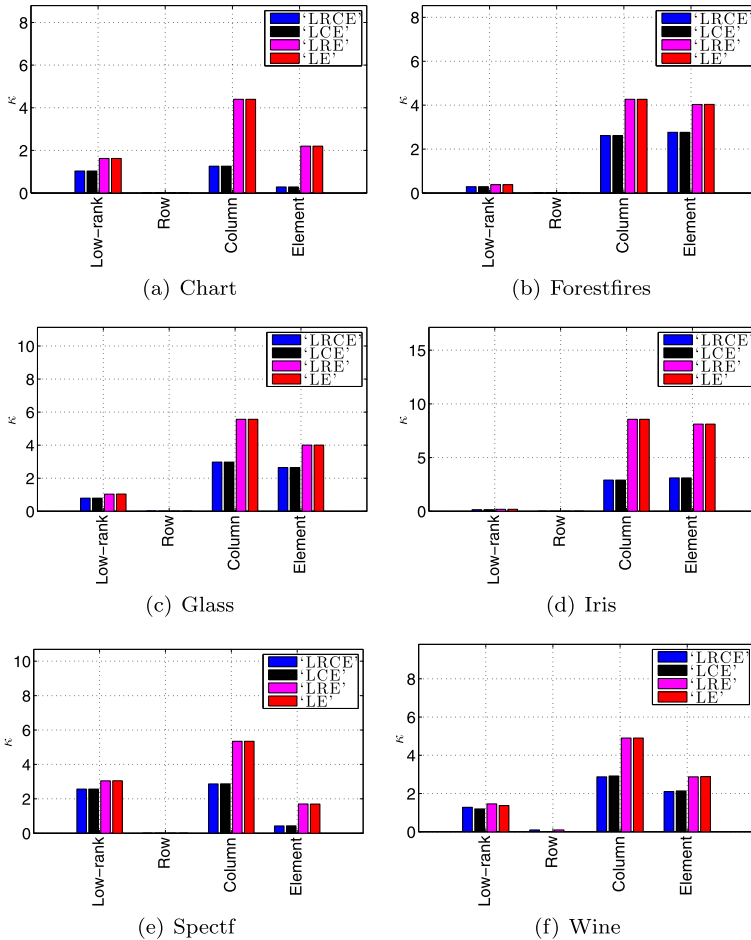 8
6
4
2
0
κ
'LRCE'
'LCE'
'LRE'
'LE'
Low-rank
Row
Column
Element
(a) Chart
8
6
4
2
0
κ
'LRCE'
'LCE'
'LRE'
'LE'
Low-rank
Row
Column
Element
(b) Forestfires
10
8
6
4
2
0
κ
'LRCE'
'LCE'
'LRE'
'LE'
Low-rank
Row
Column
Element
(c) Glass
15
10
5
0
κ
'LRCE'
'LCE'
'LRE'
'LE'
Low-rank
Row
Column
Element
(d) Iris
10
8
6
4
2
0
κ
'LRCE'
'LCE'
'LRE'
'LE'
Low-rank
Row
Column
Element
(e) Spectf
8
6
4
2
0
κ
'LRCE'
'LCE'
'LRE'
'LE'
Low-rank
Row
Column
Element
(f) Wine